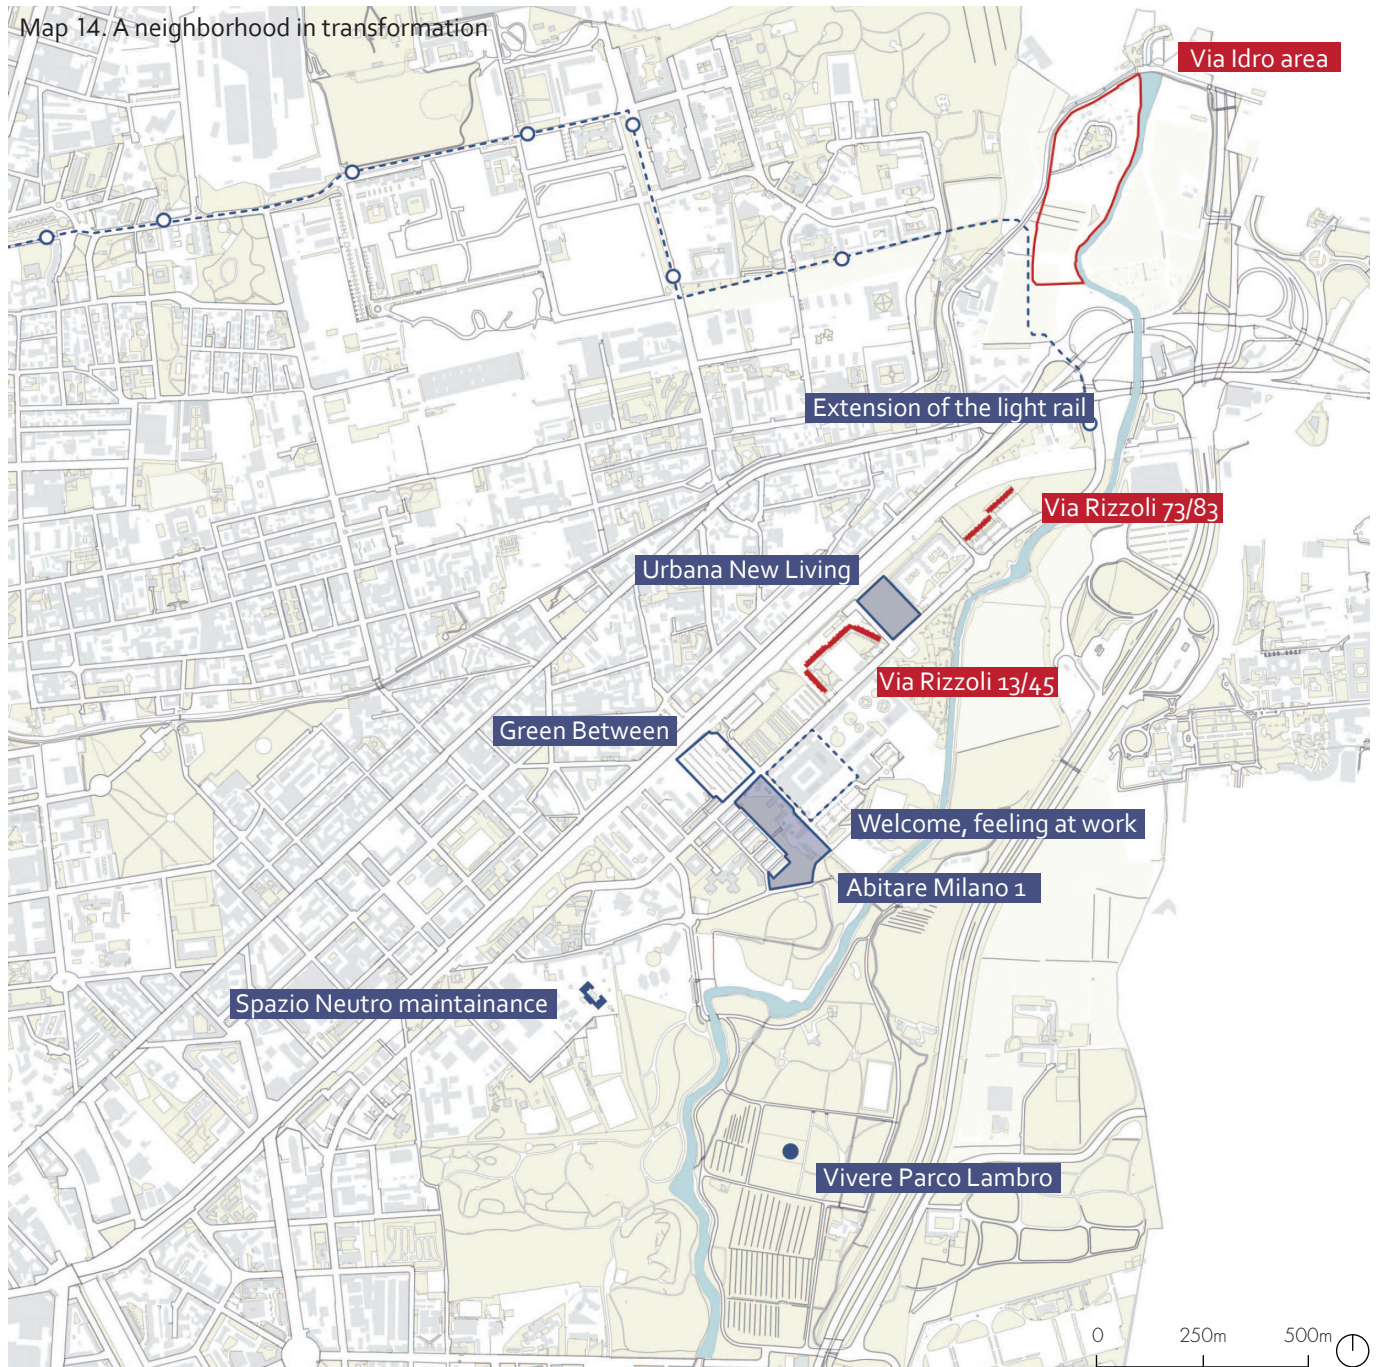 Map 14. A neighborhood in transformation
Via Idro area
Extension of the light rail
Via Rizzoli 73/83
Urbana New Living
Via Rizzoli 13/45
Green Between
Welcome, feeling at work
Abitare Milano 1
Spazio Neutro maintainance
Vivere Parco Lambro
0 250m 500m